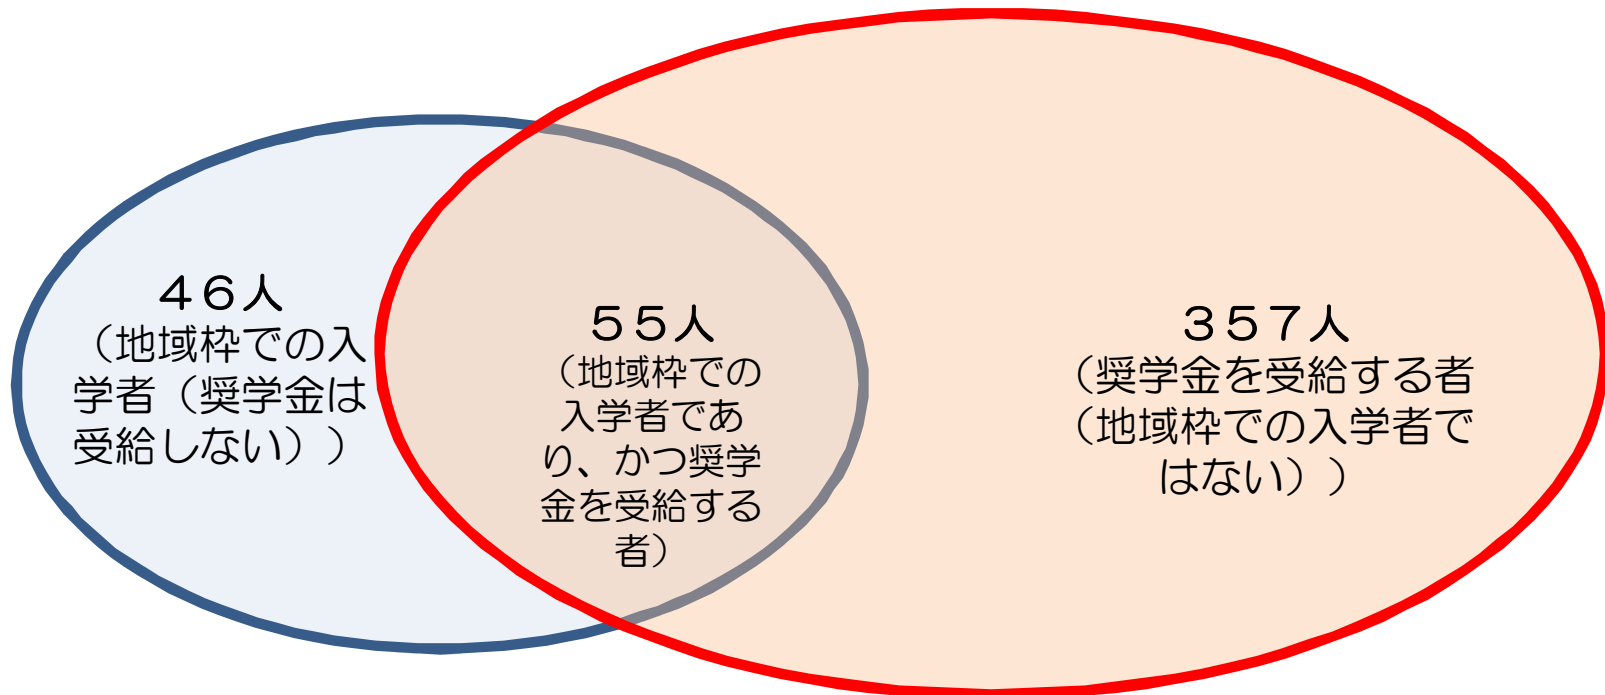 ４６人
（地域枠での入
学者（奨学金は
受給しない））
５５人
（地域枠での
入学者であ
り、かつ奨学
金を受給する
者）
３５７人
（奨学金を受給する者
（地域枠での入学者で
はない））